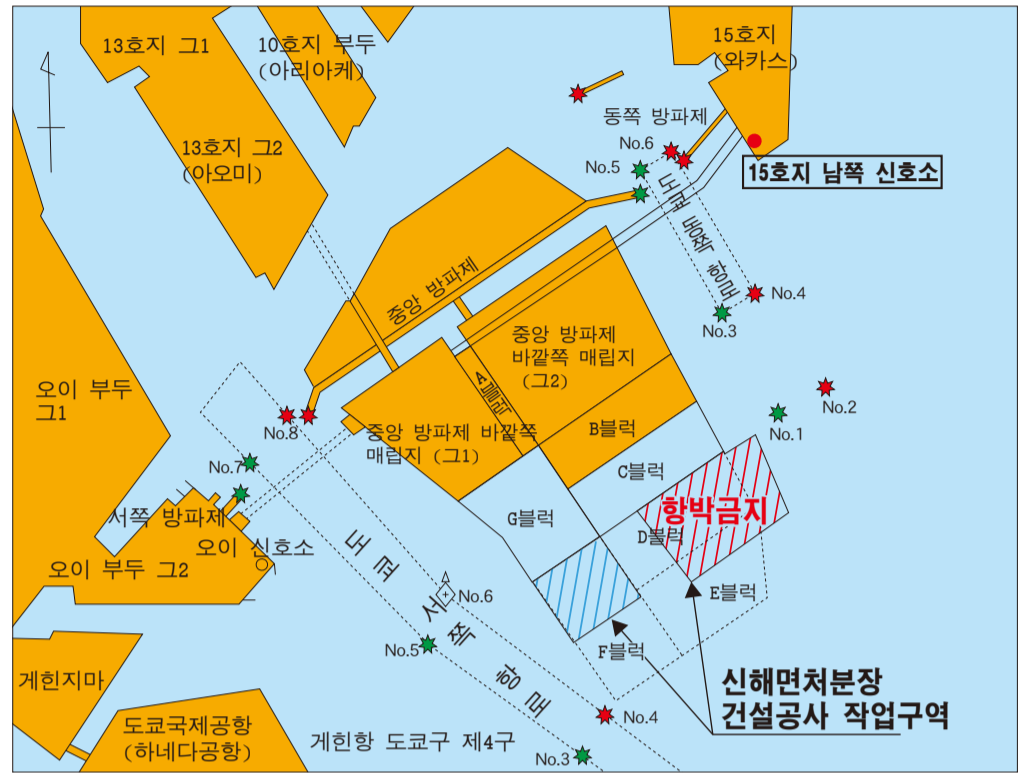 13호지 그1
10호지 부두
(아리아케)
15호지
(와카스)
동쪽 방파제
13호지 그2
(아오미)
No.6
No.5
15호지 남쪽 신호소
도쿄 동쪽 항로
No.4
No.3
중앙 방파제
중앙 방파제
바깥쪽 매립지
(그2)
A블럭
오이 부두
그1
No.2
No.1
No.8
중앙 방파제 바깥쪽
매립지 (그1)
B블럭
C블럭
No.7
서쪽 방파제
G블럭
항박금지
D블럭
오이 신호소
오이 부두 그2
도쿄 서쪽 항로
No.6
E블럭
No.5
F블럭
게힌지마
신해면처분장
건설공사 작업구역
도쿄국제공항
(하네다공항)
게힌항 도쿄구 제4구
No.4
No.3